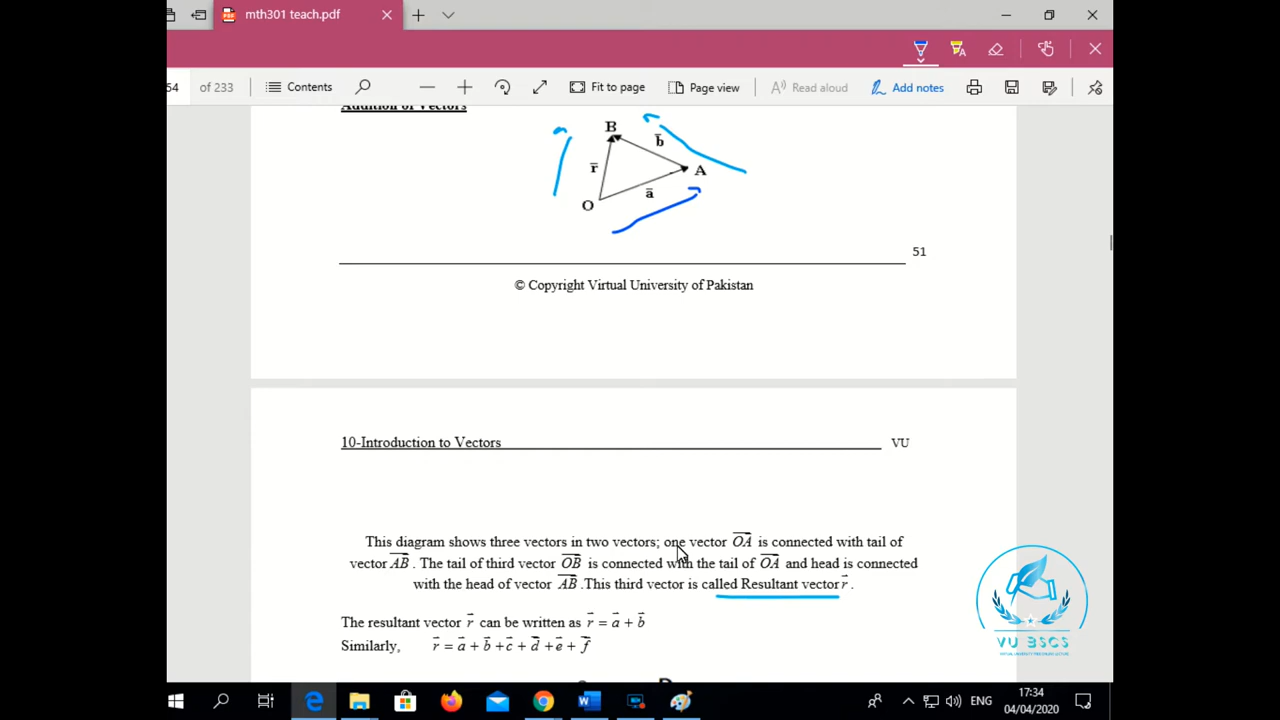 mth301 teach.pdf
54 of 233
Contents
Fit to page
Page view
Read aloud
Add notes
Addition of Vectors
B
b̄
r̄
A
ā
O
51
© Copyright Virtual University of Pakistan
10-Introduction to Vectors VU
This diagram shows three vectors in two vectors; one vector OA is connected with tail of
vector AB . The tail of third vector OB is connected with the tail of OA and head is connected
with the head of vector AB .This third vector is called Resultant vector r⃗ .
The resultant vector r⃗ can be written as r⃗ = a⃗ + b⃗
Similarly, r⃗ = a⃗ + b⃗ + c⃗ + d⃗ + e⃗ + f⃗
VU BSCS
ENG
17:34
04/04/2020